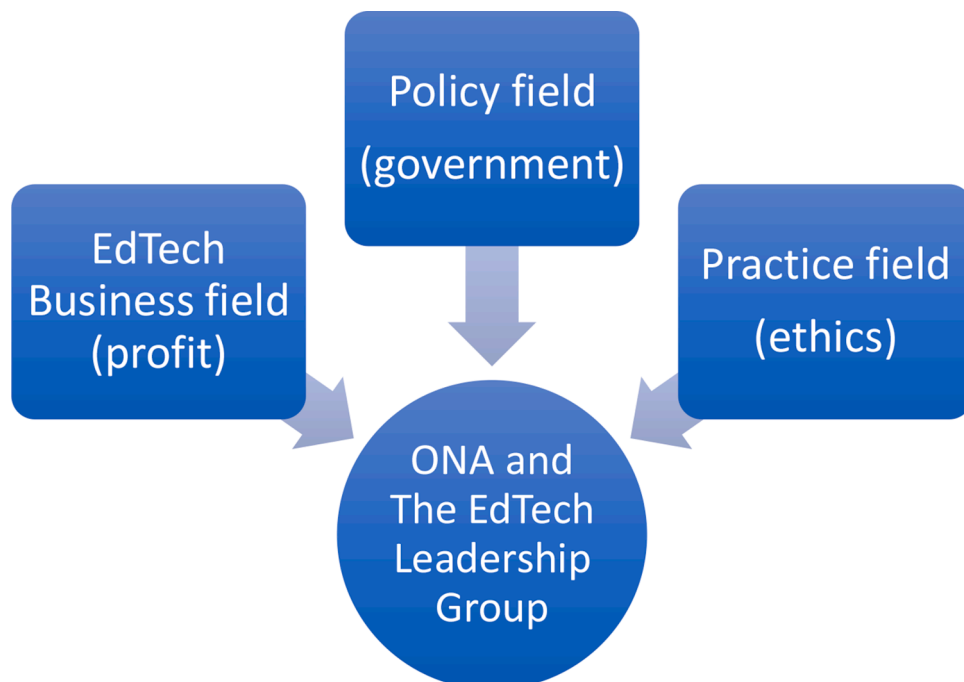 Policy field
(government)
EdTech
Business field
(profit)
Practice field
(ethics)
ONA and
The EdTech
Leadership
Group